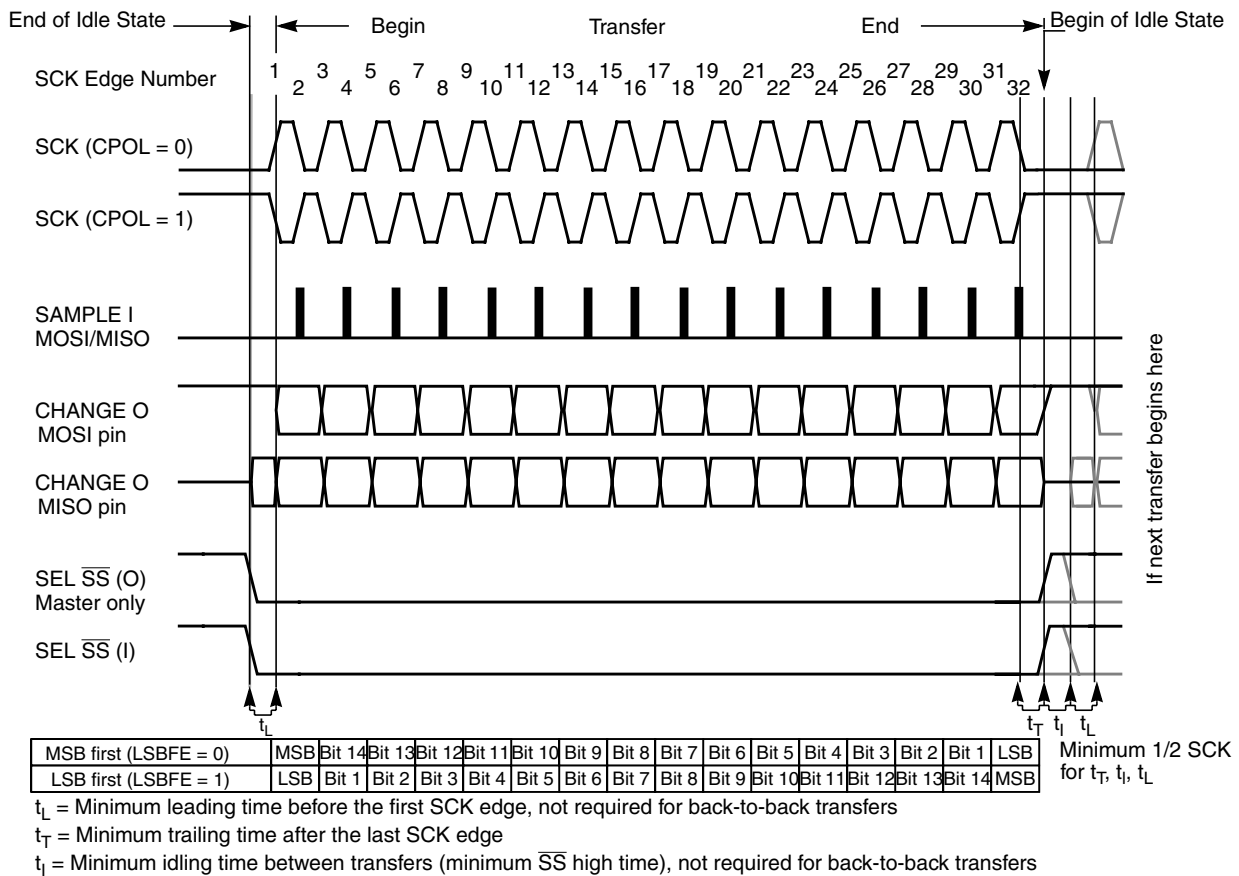 End of Idle State
Begin
Transfer
End
Begin of Idle State
SCK Edge Number
1 3 5 7 9 11 13 15 17 19 21 23 25 27 29 31
2 4 6 8 10 12 14 16 18 20 22 24 26 28 30 32
SCK (CPOL = 0)
SCK (CPOL = 1)
SAMPLE I
MOSI/MISO
CHANGE O
MOSI pin
CHANGE O
MISO pin
SEL SS (O)
Master only
SEL SS (I)
If next transfer begins here
tL
tT tI tL
MSB first (LSBFE = 0) MSB Bit 14 Bit 13 Bit 12 Bit 11 Bit 10 Bit 9 Bit 8 Bit 7 Bit 6 Bit 5 Bit 4 Bit 3 Bit 2 Bit 1 LSB
LSB first (LSBFE = 1) LSB Bit 1 Bit 2 Bit 3 Bit 4 Bit 5 Bit 6 Bit 7 Bit 8 Bit 9 Bit 10 Bit 11 Bit 12 Bit 13 Bit 14 MSB
Minimum 1/2 SCK
for tT, tI, tL
tL = Minimum leading time before the first SCK edge, not required for back-to-back transfers
tT = Minimum trailing time after the last SCK edge
tI = Minimum idling time between transfers (minimum SS high time), not required for back-to-back transfers